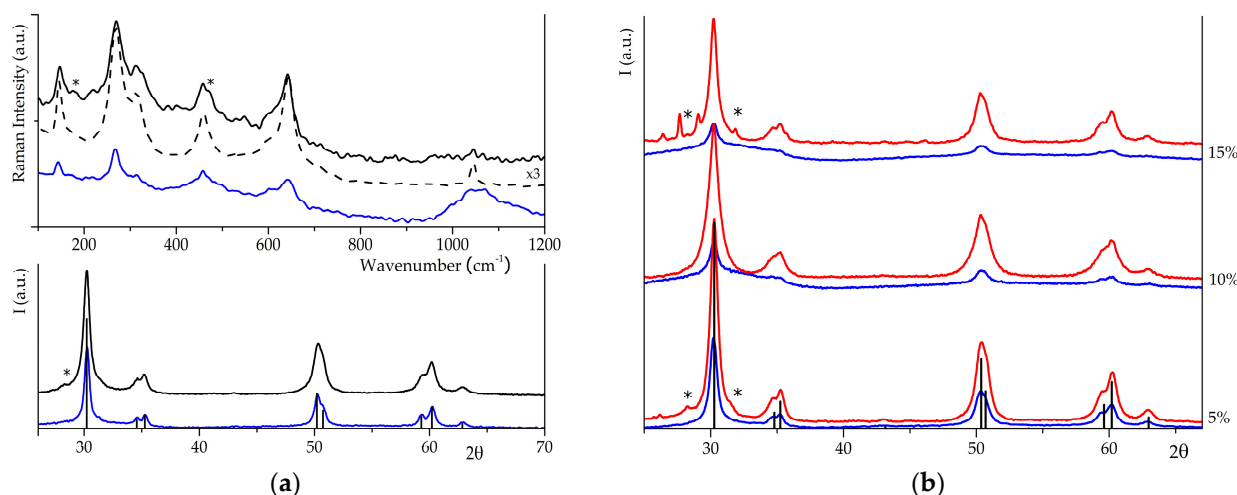 Raman Intensity (a.u.)
*
*
x3
200
400
600
800
1000
1200
Wavenumber (cm⁻¹)
I (a.u.)
*
30
40
50
60
2θ
70
(a)
I (a.u.)
*
*
15%
10%
*
*
5%
30
40
50
60
2θ
(b)